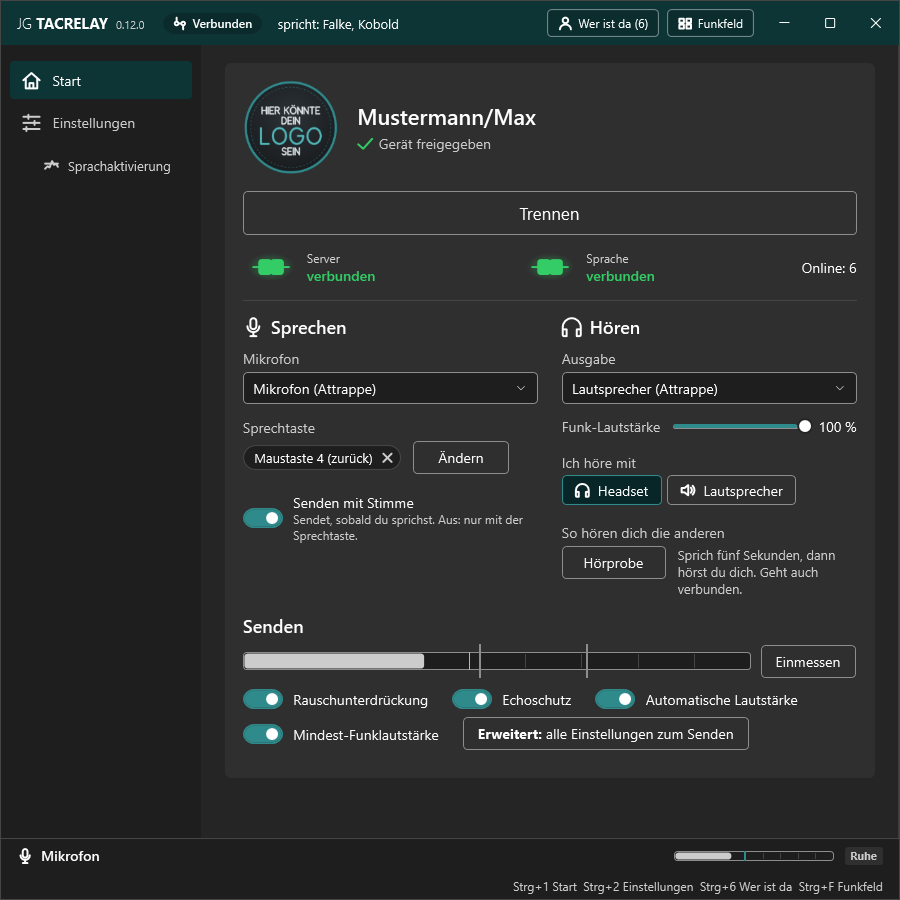 JG TACRELAY 0.12.0 Verbunden spricht: Falke, Kobold Wer ist da (6) Funkfeld
Start
Einstellungen
Sprachaktivierung
HIER KÖNNTE
DEIN
LOGO
SEIN
Mustermann/Max
Gerät freigegeben
Trennen
Server
verbunden
Sprache
verbunden
Online: 6
Sprechen
Mikrofon
Mikrofon (Attrappe)
Sprechtaste
Maustaste 4 (zurück) Ändern
Senden mit Stimme
Sendet, sobald du sprichst. Aus: nur mit der
Sprechtaste.
Hören
Ausgabe
Lautsprecher (Attrappe)
Funk-Lautstärke 100 %
Ich höre mit
Headset Lautsprecher
So hören dich die anderen
Hörprobe
Sprich fünf Sekunden, dann
hörst du dich. Geht auch
verbunden.
Senden
Einmessen
Rauschunterdrückung Echoschutz Automatische Lautstärke
Mindest-Funklautstärke Erweitert: alle Einstellungen zum Senden
Mikrofon Ruhe
Strg+1 Start Strg+2 Einstellungen Strg+6 Wer ist da Strg+F Funkfeld